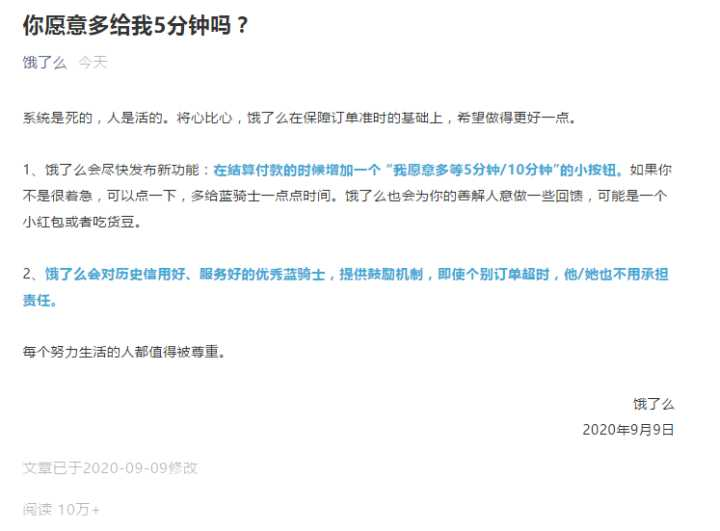 你愿意多给我5分钟吗？
饿了么 今天
系统是死的，人是活的。将心比心，饿了么在保障订单准时的基础上，希望做得更好一点。
1、饿了么会尽快发布新功能：在结算付款的时候增加一个“我愿意多等5分钟/10分钟”的小按钮。如果你
不是很着急，可以点一下，多给蓝骑士一点点时间。饿了么也会为你的善解人意做一些回馈，可能是一个
小红包或者吃货豆。
2、饿了么会对历史信用好、服务好的优秀蓝骑士，提供鼓励机制，即使个别订单超时，他/她也不用承担
责任。
每个努力生活的人都值得被尊重。
饿了么
2020年9月9日
文章已于2020-09-09修改
阅读 10万+